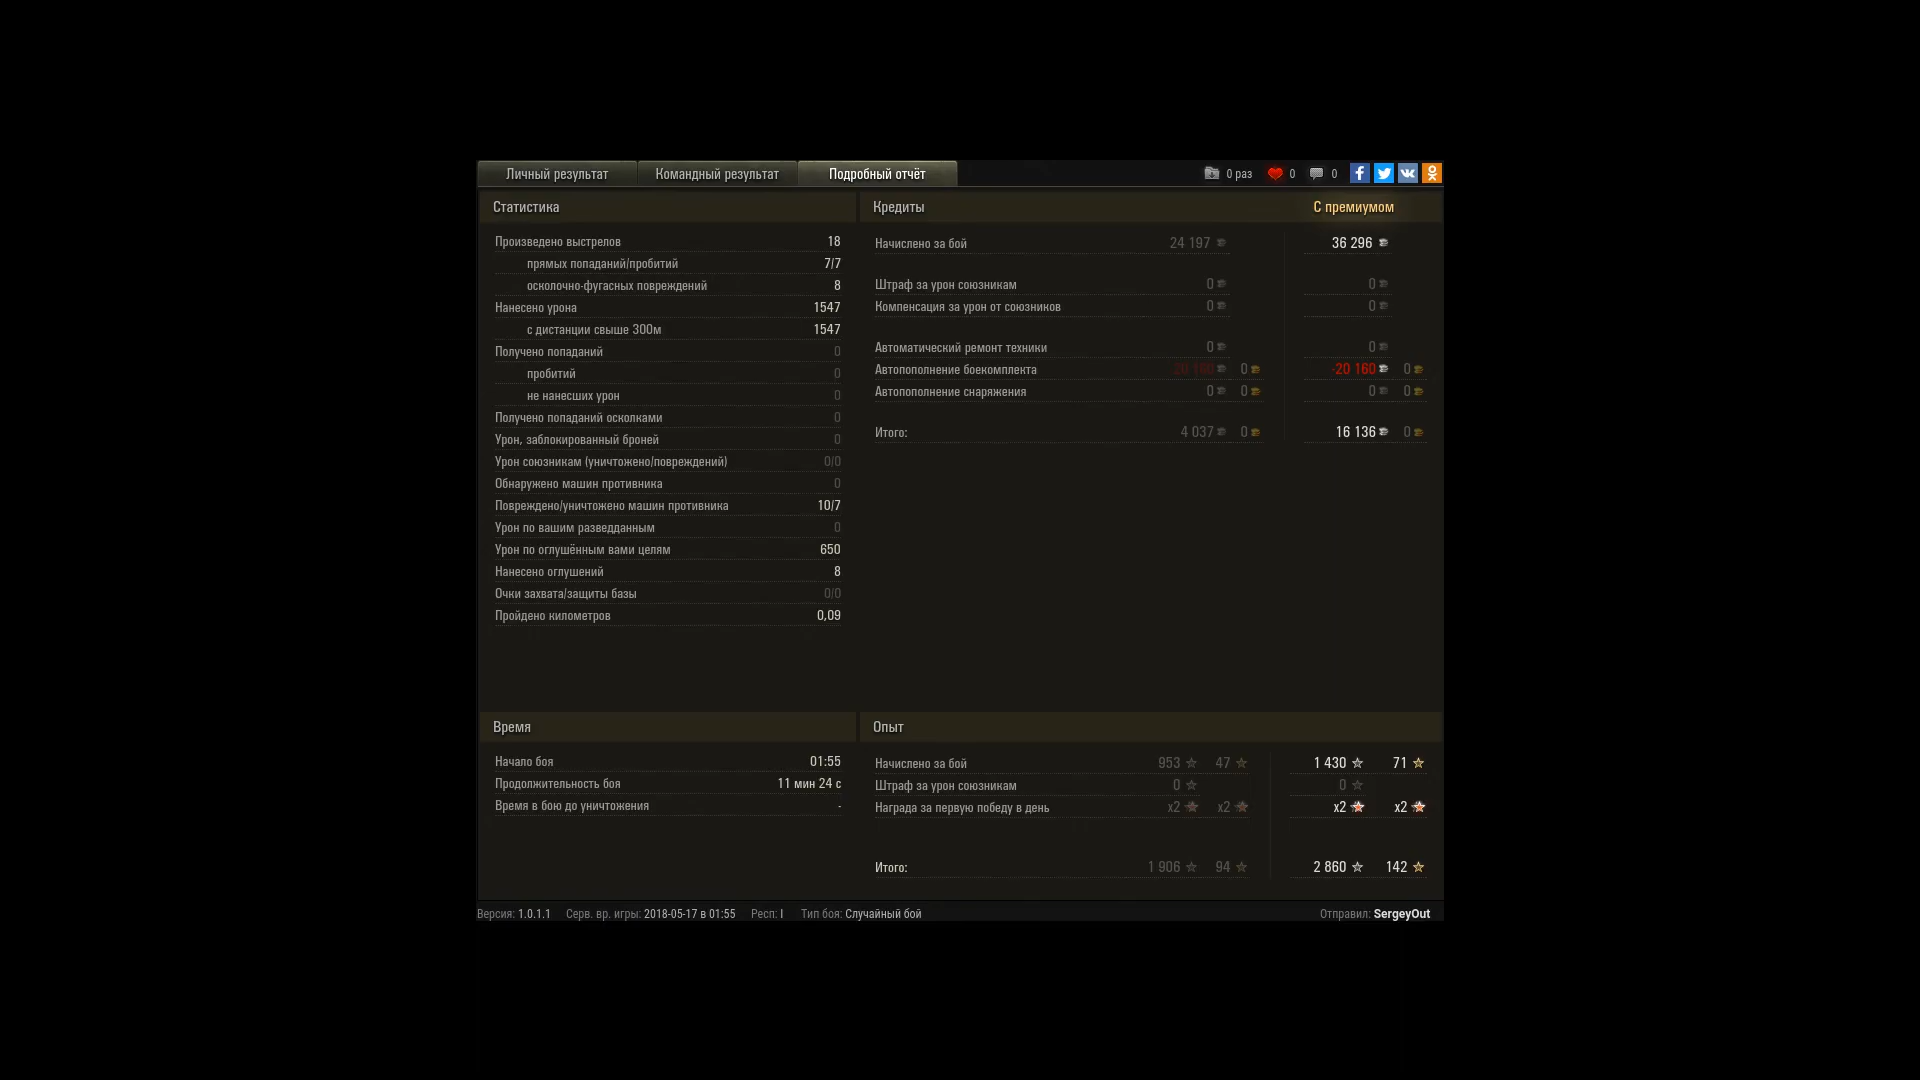 Личный результат Командный результат Подробный отчёт 0 раз 0 0
Статистика
Произведено выстрелов 18
прямых попаданий/пробитий 7/7
осколочно-фугасных повреждений 8
Нанесено урона 1547
с дистанции свыше 300м 1547
Получено попаданий 0
пробитий 0
не нанесших урон 0
Получено попаданий осколками 0
Урон, заблокированный броней 0
Урон союзникам (уничтожено/повреждений) 0/0
Обнаружено машин противника 0
Повреждено/уничтожено машин противника 10/7
Урон по вашим разведданным 0
Урон по оглушённым вами целям 650
Нанесено оглушений 8
Очки захвата/защиты базы 0/0
Пройдено километров 0,09
Кредиты С премиумом
Начислено за бой 24 197 36 296
Штраф за урон союзникам 0 0
Компенсация за урон от союзников 0 0
Автоматический ремонт техники 0 0
Автопополнение боекомплекта -20 160 0 -20 160 0
Автопополнение снаряжения 0 0 0 0
Итого: 4 037 0 16 136 0
Время
Начало боя 01:55
Продолжительность боя 11 мин 24 с
Время в бою до уничтожения -
Опыт
Начислено за бой 953 47 1 430 71
Штраф за урон союзникам 0 0
Награда за первую победу в день x2 x2 x2 x2
Итого: 1 906 94 2 860 142
Версия: 1.0.1.1 Серв. вр. игры: 2018-05-17 в 01:55 Респ: I Тип боя: Случайный бой Отправил: SergeyOut